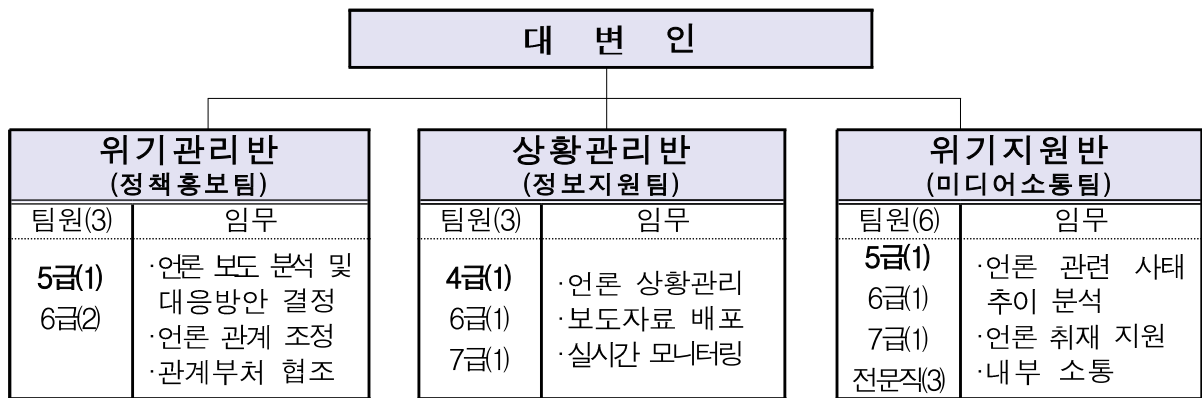 대 변 인
위기관리반
(정책홍보팀)
팀원(3) 임무
5급(1)
6급(2)
·언론 보도 분석 및
대응방안 결정
·언론 관계 조정
·관계부처 협조
상황관리반
(정보지원팀)
팀원(3) 임무
4급(1)
6급(1)
7급(1)
·언론 상황관리
·보도자료 배포
·실시간 모니터링
위기지원반
(미디어소통팀)
팀원(6) 임무
5급(1)
6급(1)
7급(1)
전문직(3)
·언론 관련 사태
추이 분석
·언론 취재 지원
·내부 소통